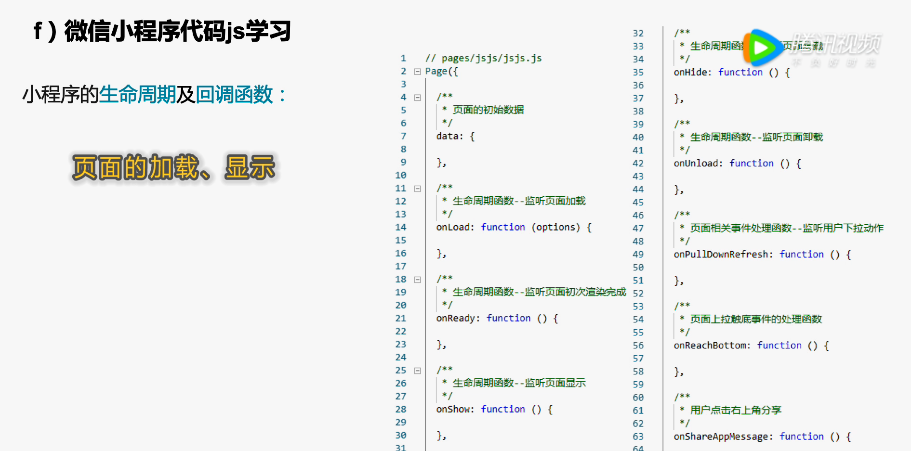 f）微信小程序代码js学习
小程序的生命周期及回调函数：
页面的加载、显示
1 // pages/jsjs/jsjs.js
2 Page({
3
4 /**
5 * 页面的初始数据
6 */
7 data: {
8
9 },
10
11 /**
12 * 生命周期函数--监听页面加载
13 */
14 onLoad: function (options) {
15
16 },
17
18 /**
19 * 生命周期函数--监听页面初次渲染完成
20 */
21 onReady: function () {
22
23 },
24
25 /**
26 * 生命周期函数--监听页面显示
27 */
28 onShow: function () {
29
30 },
31
32 /**
33 * 生命周期函
34 */
35 onHide: function () {
36
37 },
38
39 /**
40 * 生命周期函数--监听页面卸载
41 */
42 onUnload: function () {
43
44 },
45
46 /**
47 * 页面相关事件处理函数--监听用户下拉动作
48 */
49 onPullDownRefresh: function () {
50
51 },
52
53 /**
54 * 页面上拉触底事件的处理函数
55 */
56 onReachBottom: function () {
57
58 },
59
60 /**
61 * 用户点击右上角分享
62 */
63 onShareAppMessage: function () {
64
腾讯视频
不负好时光